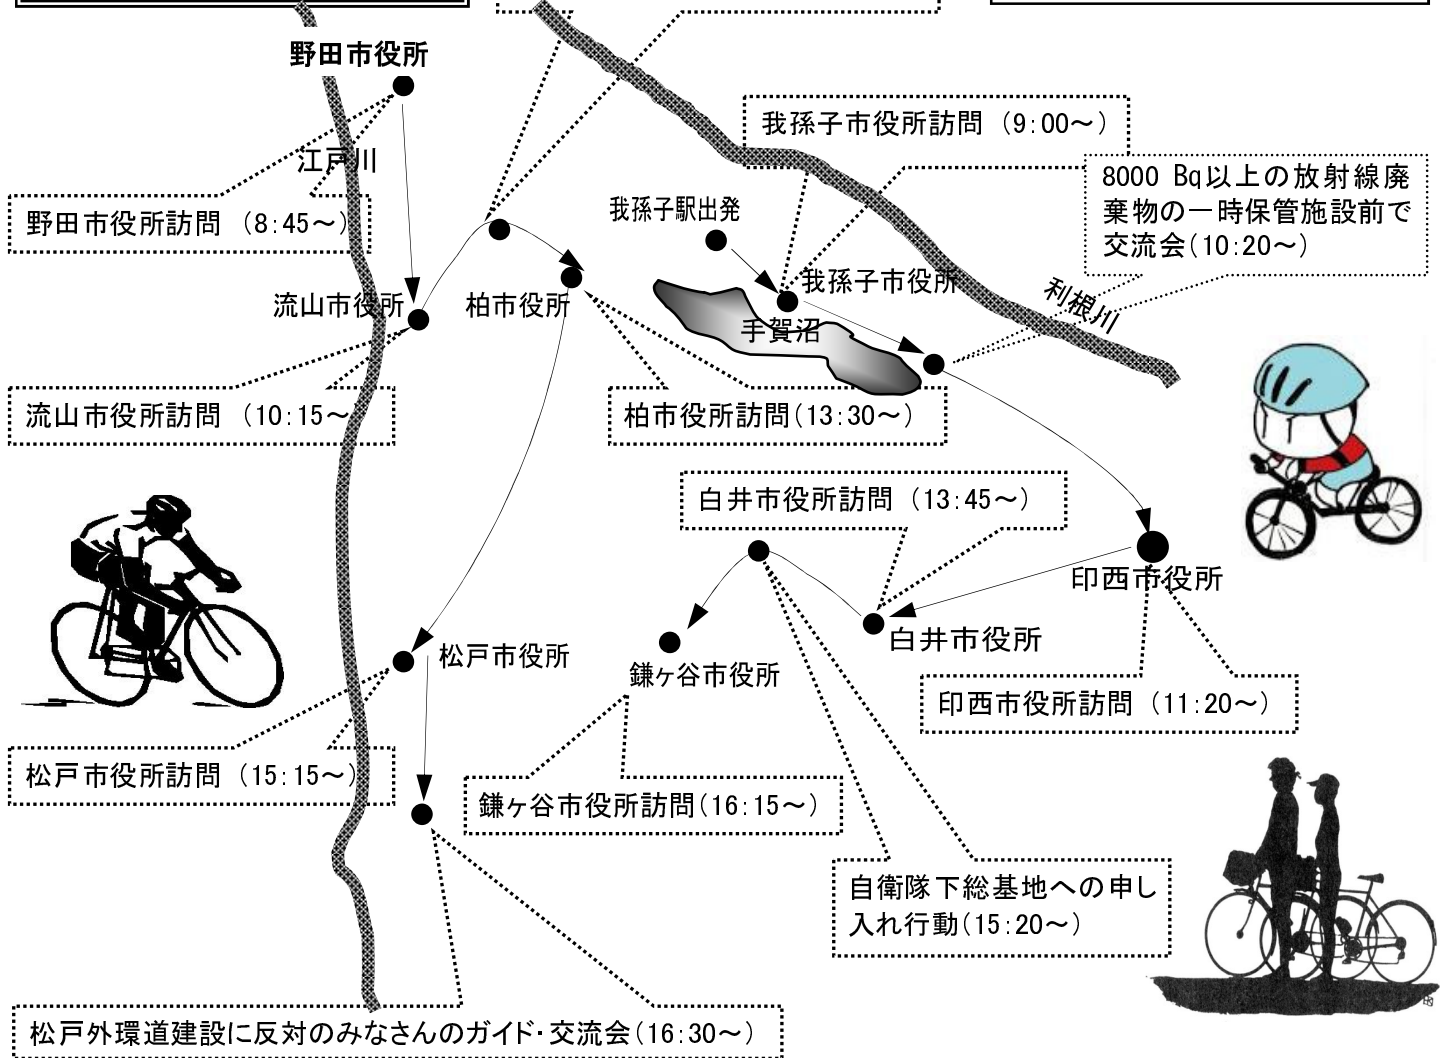 野田市役所
江戸川
野田市役所訪問（8:45～）
流山市役所
流山市役所訪問（10:15～
柏市役所
柏市役所訪問(13:30～)
我孫子市役所訪問（9:00～）
8000 Bq以上の放射線廃
棄物の一時保管施設前で
交流会(10:20～)
我孫子駅出発
我孫子市役所
手賀沼
利根川
白井市役所訪問（13:45～）
印西市役所
白井市役所
印西市役所訪問（11:20～）
松戸市役所
鎌ヶ谷市役所
松戸市役所訪問（15:15～）
鎌ヶ谷市役所訪問(16:15～)
自衛隊下総基地への申し
入れ行動(15:20～)
松戸外環道建設に反対のみなさんのガイド･交流会(16:30～)